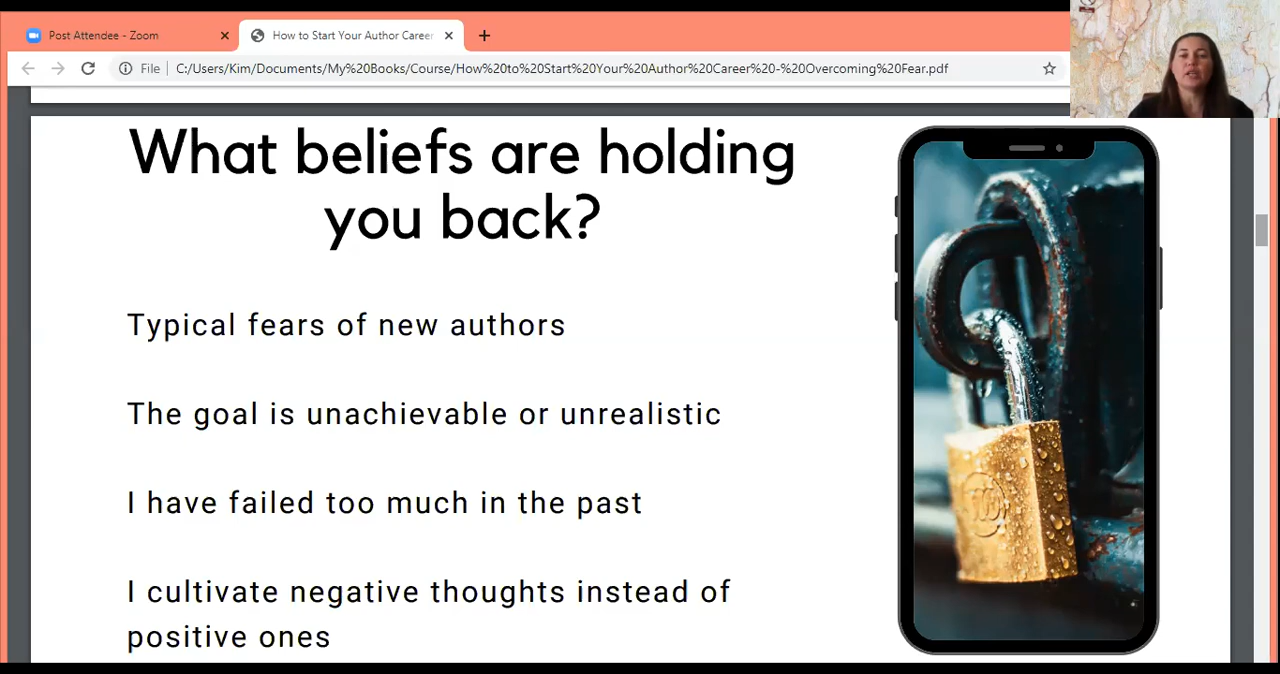 Post Attendee - Zoom
How to Start Your Author Career
File
C:/Users/Kim/Documents/My%20Books/Course/How%20to%20Start%20Your%20Author%20Career%20-%20Overcoming%20Fear.pdf
What beliefs are holding
you back?
Typical fears of new authors
The goal is unachievable or unrealistic
I have failed too much in the past
I cultivate negative thoughts instead of
positive ones